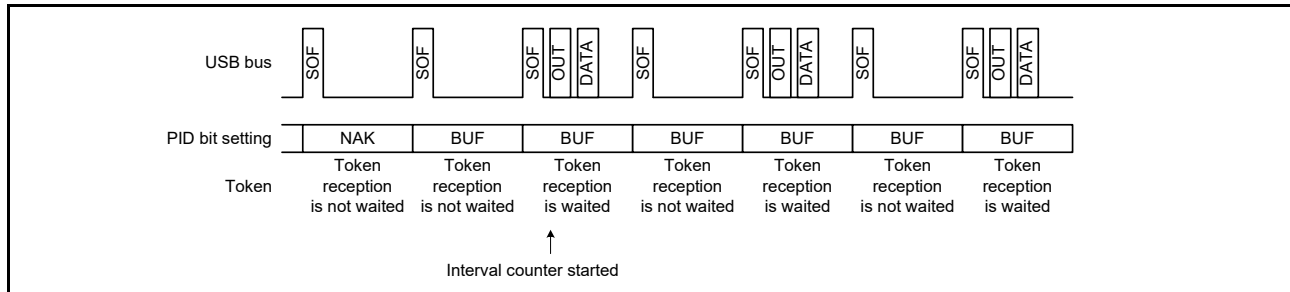 USB bus
SOF
SOF
SOF
OUT
DATA
SOF
SOF
OUT
DATA
SOF
SOF
OUT
DATA
PID bit setting
NAK
BUF
BUF
BUF
BUF
BUF
BUF
Token
Token
reception
is not waited
Token
reception
is not waited
Token
reception
is waited
Token
reception
is not waited
Token
reception
is waited
Token
reception
is not waited
Token
reception
is waited
Interval counter started